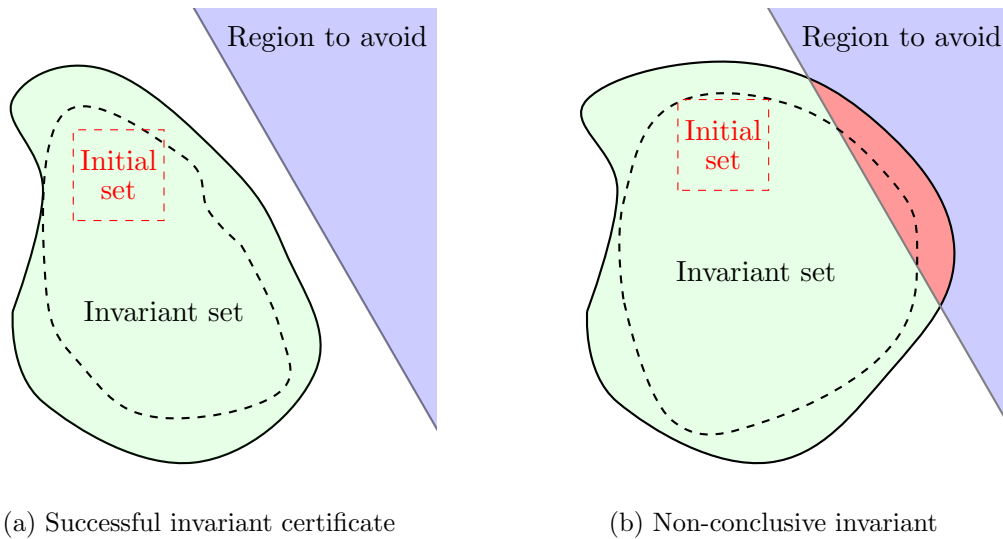 Region to avoid
Initial
set
Invariant set
(a) Successful invariant certificate
Region to avoid
Initial
set
Invariant set
(b) Non-conclusive invariant